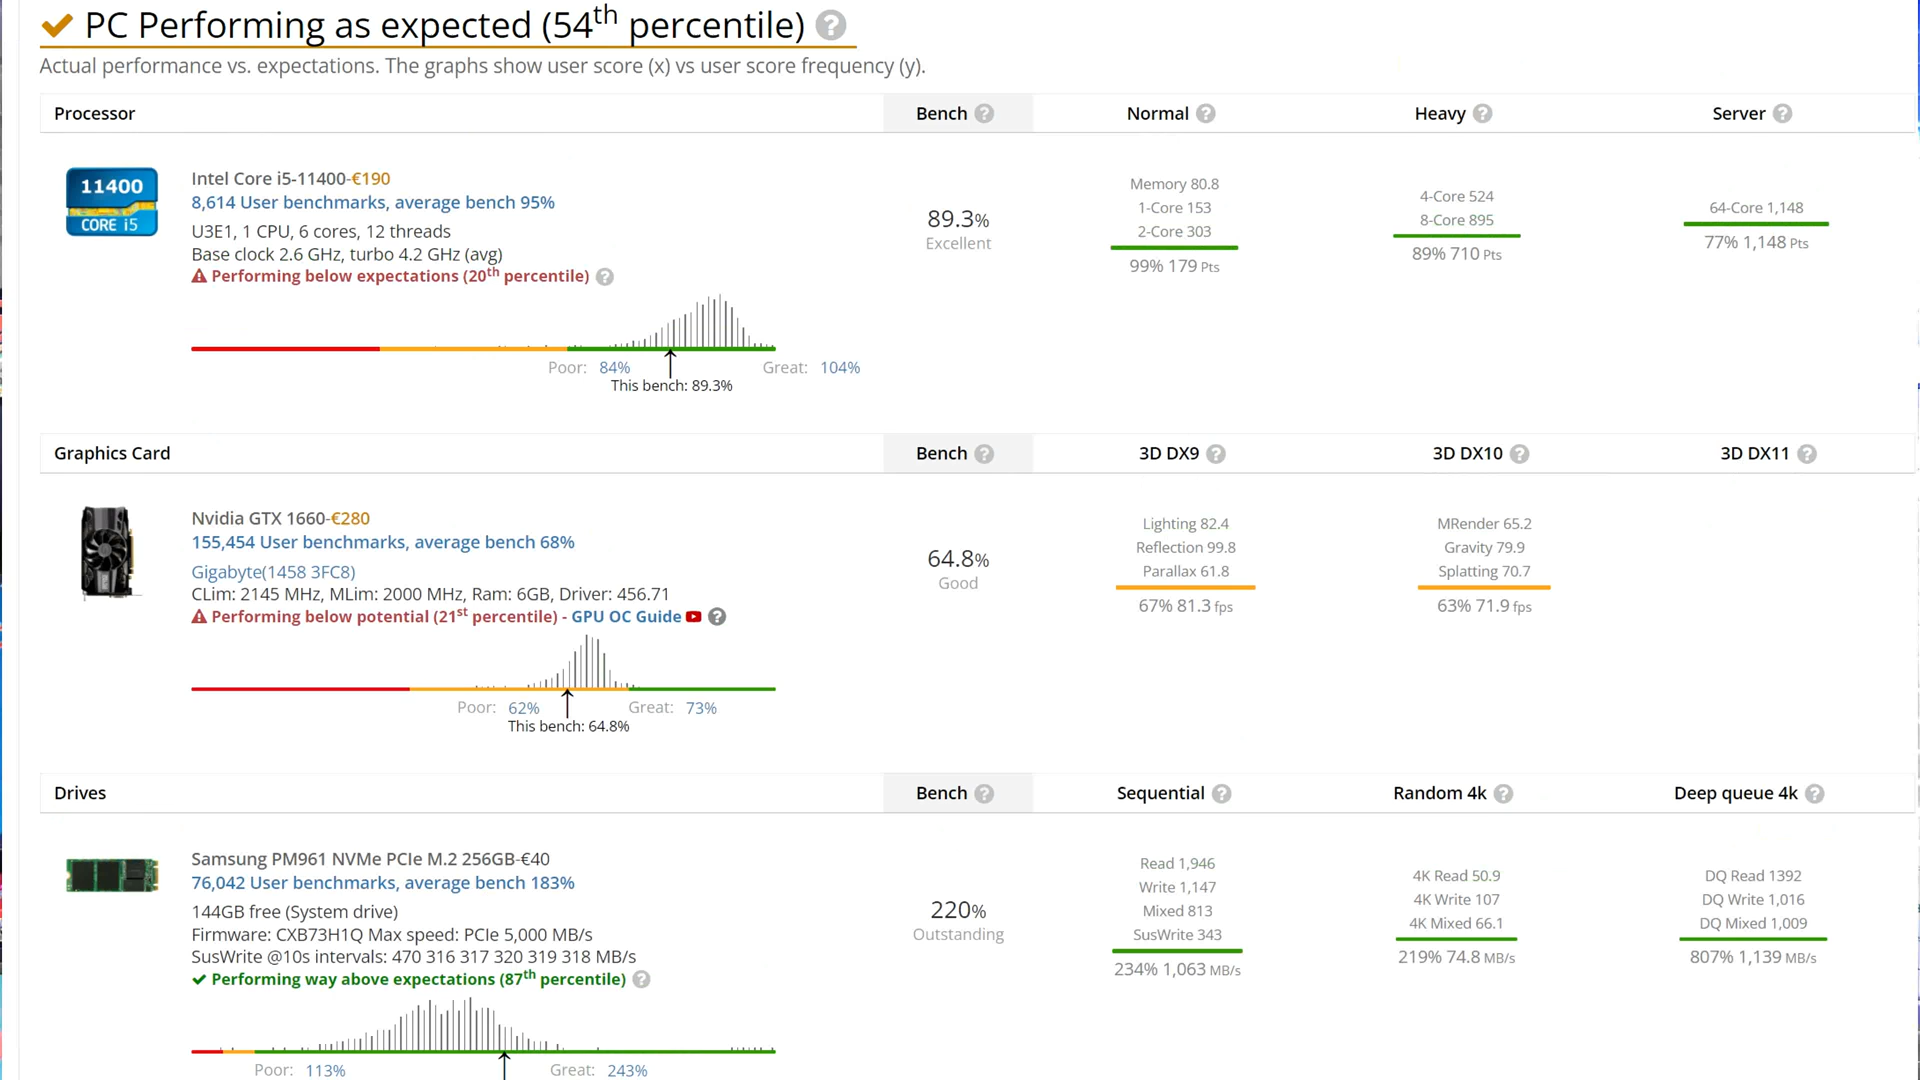 PC Performing as expected (54th percentile)
Actual performance vs. expectations. The graphs show user score (x) vs user score frequency (y).
Processor Bench Normal Heavy Server
11400
CORE i5
Intel Core i5-11400-€190
8,614 User benchmarks, average bench 95%
U3E1, 1 CPU, 6 cores, 12 threads
Base clock 2.6 GHz, turbo 4.2 GHz (avg)
Performing below expectations (20th percentile)
Poor: 84% Great: 104%
This bench: 89.3%
89.3%
Excellent
Memory 80.8
1-Core 153
2-Core 303
99% 179 Pts
4-Core 524
8-Core 895
89% 710 Pts
64-Core 1,148
77% 1,148 Pts
Graphics Card Bench 3D DX9 3D DX10 3D DX11
Nvidia GTX 1660-€280
155,454 User benchmarks, average bench 68%
Gigabyte(1458 3FC8)
CLim: 2145 MHz, MLim: 2000 MHz, Ram: 6GB, Driver: 456.71
Performing below potential (21st percentile) - GPU OC Guide
Poor: 62% Great: 73%
This bench: 64.8%
64.8%
Good
Lighting 82.4
Reflection 99.8
Parallax 61.8
67% 81.3 fps
MRender 65.2
Gravity 79.9
Splatting 70.7
63% 71.9 fps
Drives Bench Sequential Random 4k Deep queue 4k
Samsung PM961 NVMe PCIe M.2 256GB-€40
76,042 User benchmarks, average bench 183%
144GB free (System drive)
Firmware: CXB73H1Q Max speed: PCIe 5,000 MB/s
SusWrite @10s intervals: 470 316 317 320 319 318 MB/s
Performing way above expectations (87th percentile)
Poor: 113% Great: 243%
220%
Outstanding
Read 1,946
Write 1,147
Mixed 813
SusWrite 343
234% 1,063 MB/s
4K Read 50.9
4K Write 107
4K Mixed 66.1
219% 74.8 MB/s
DQ Read 1392
DQ Write 1,016
DQ Mixed 1,009
807% 1,139 MB/s